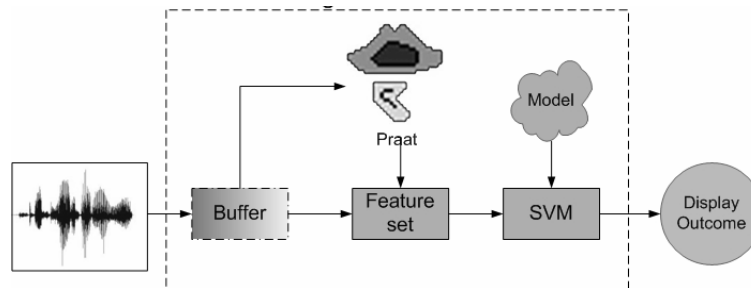 Praat
Model
Buffer
Feature
set
SVM
Display
Outcome